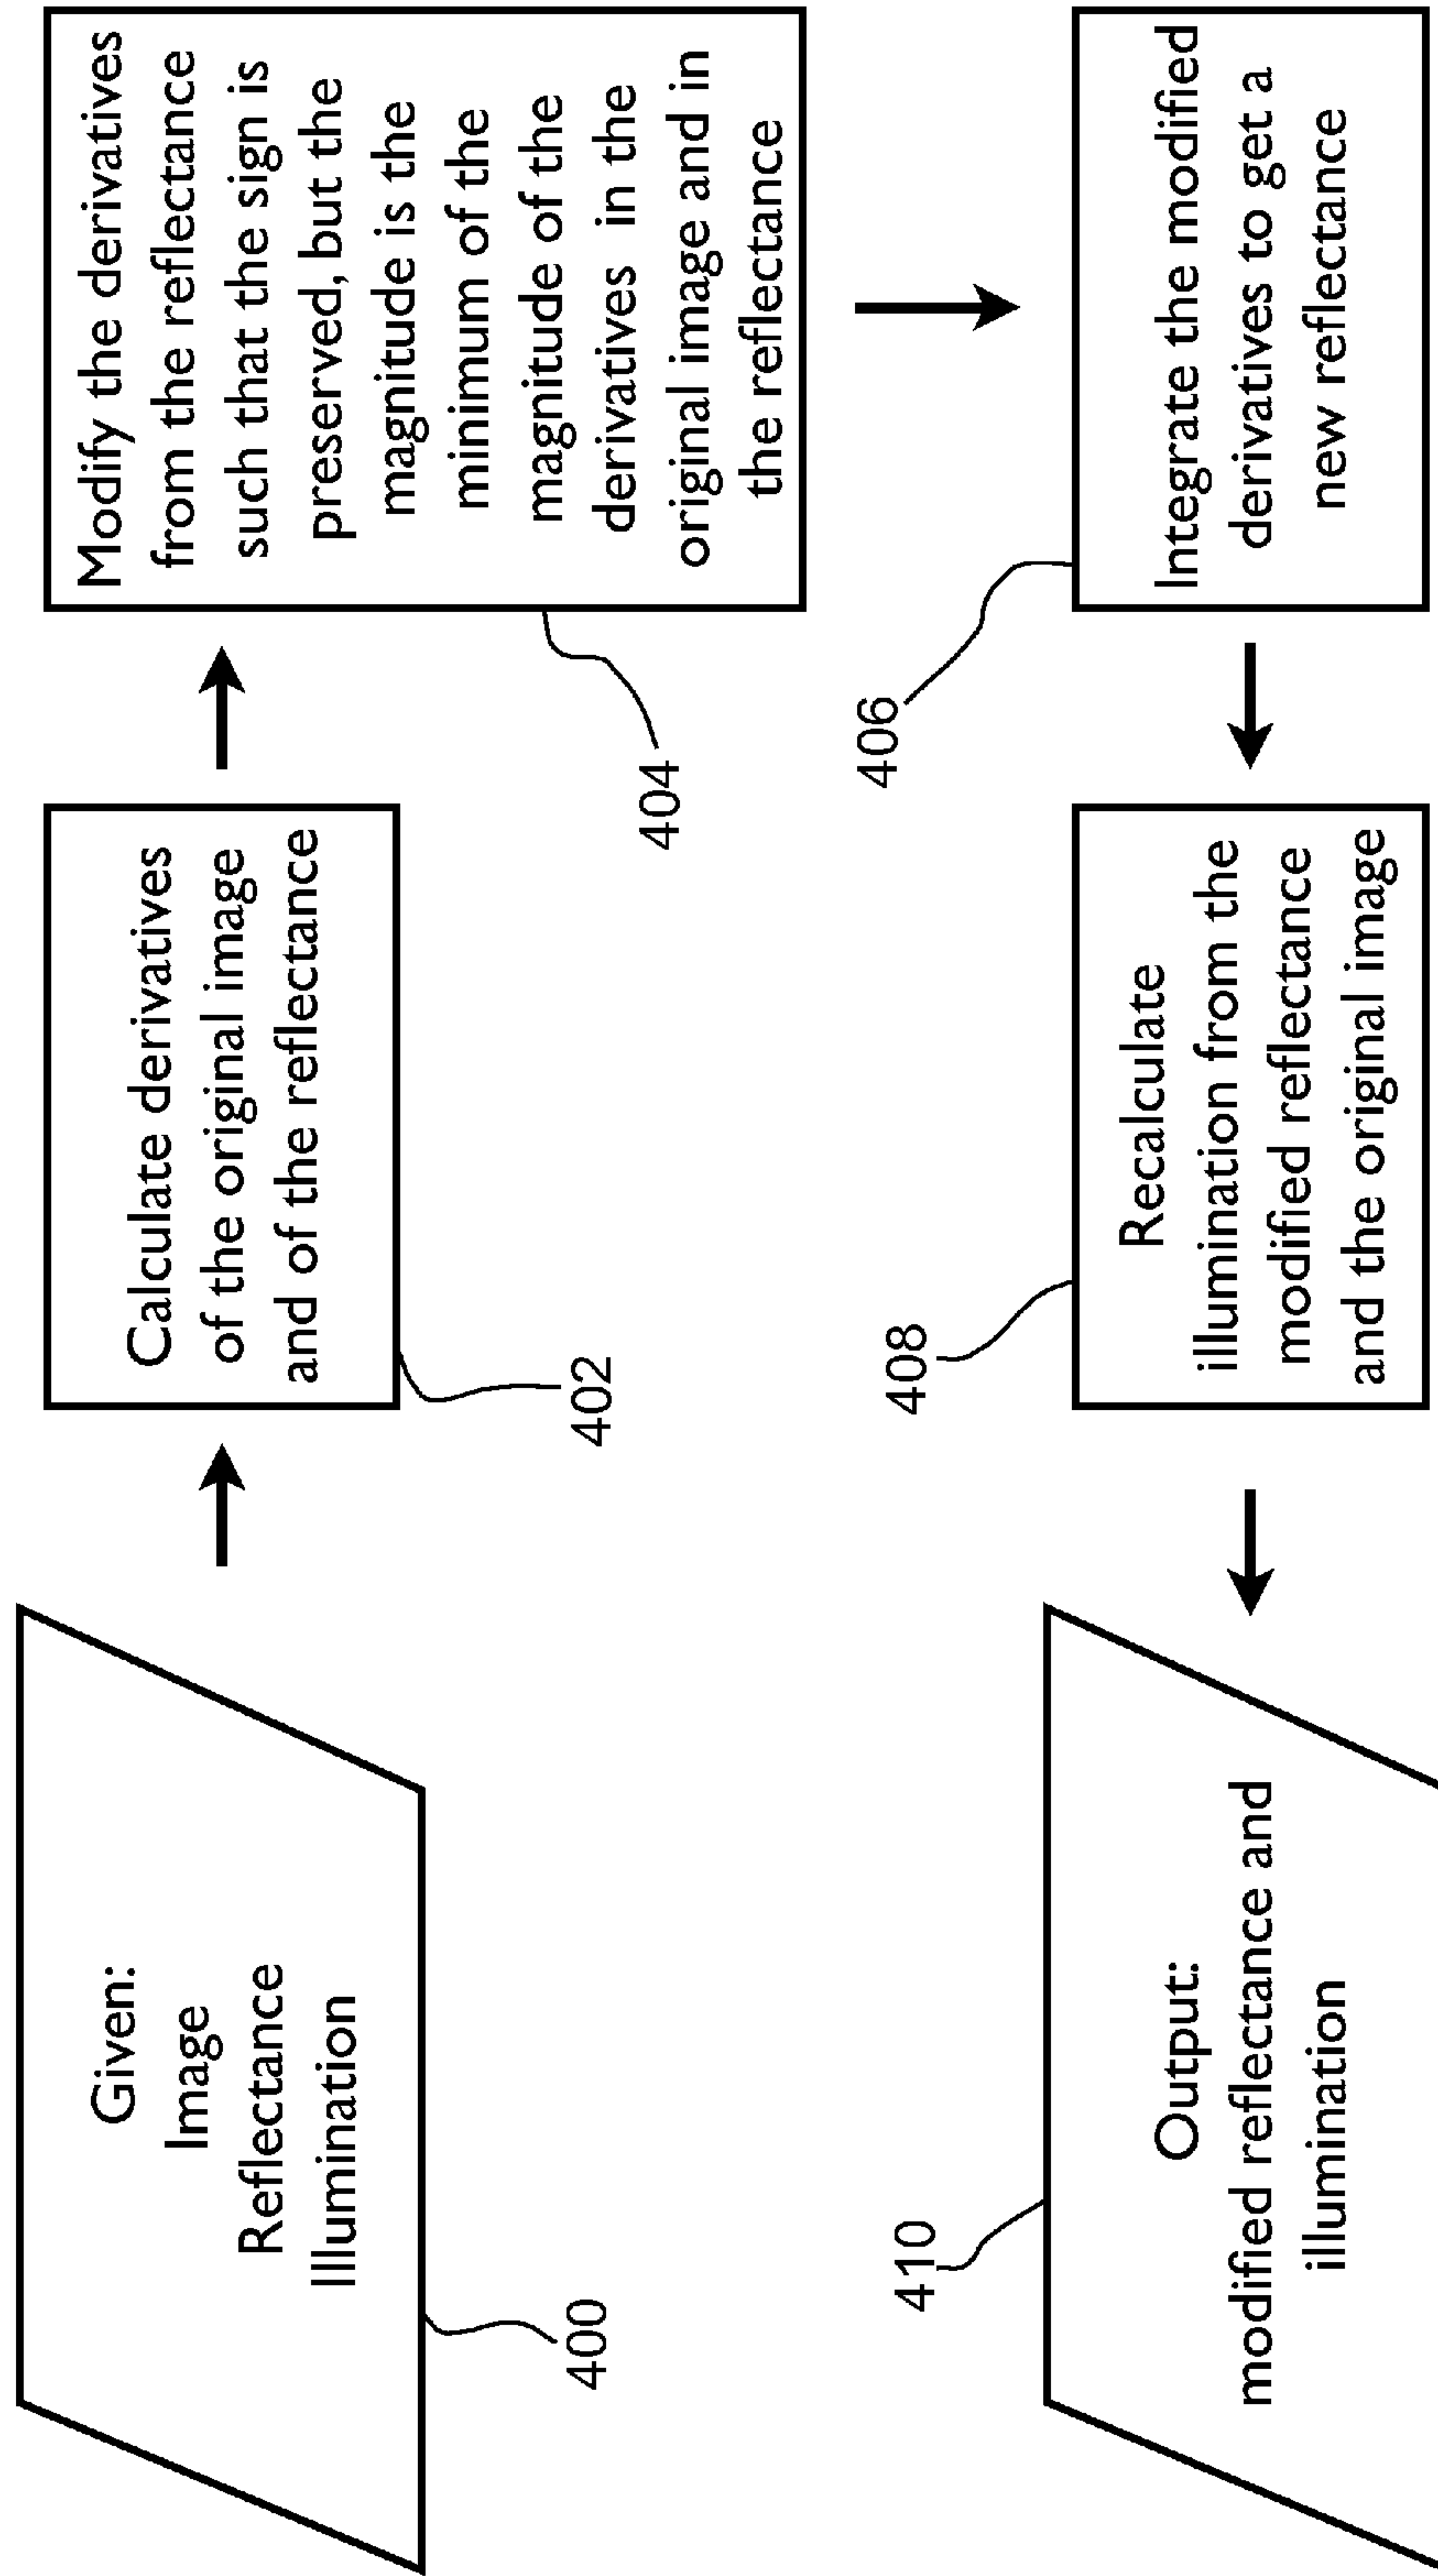 Given:
Image
Reflectance
Illumination
400
Calculate derivatives
of the original image
and of the reflectance
402
Modify the derivatives
from the reflectance
such that the sign is
preserved, but the
magnitude is the
minimum of the
magnitude of the
derivatives in the
original image and in
the reflectance
404
Integrate the modified
derivatives to get a
new reflectance
406
Recalculate
illumination from the
modified reflectance
and the original image
408
Output:
modified reflectance and
illumination
410